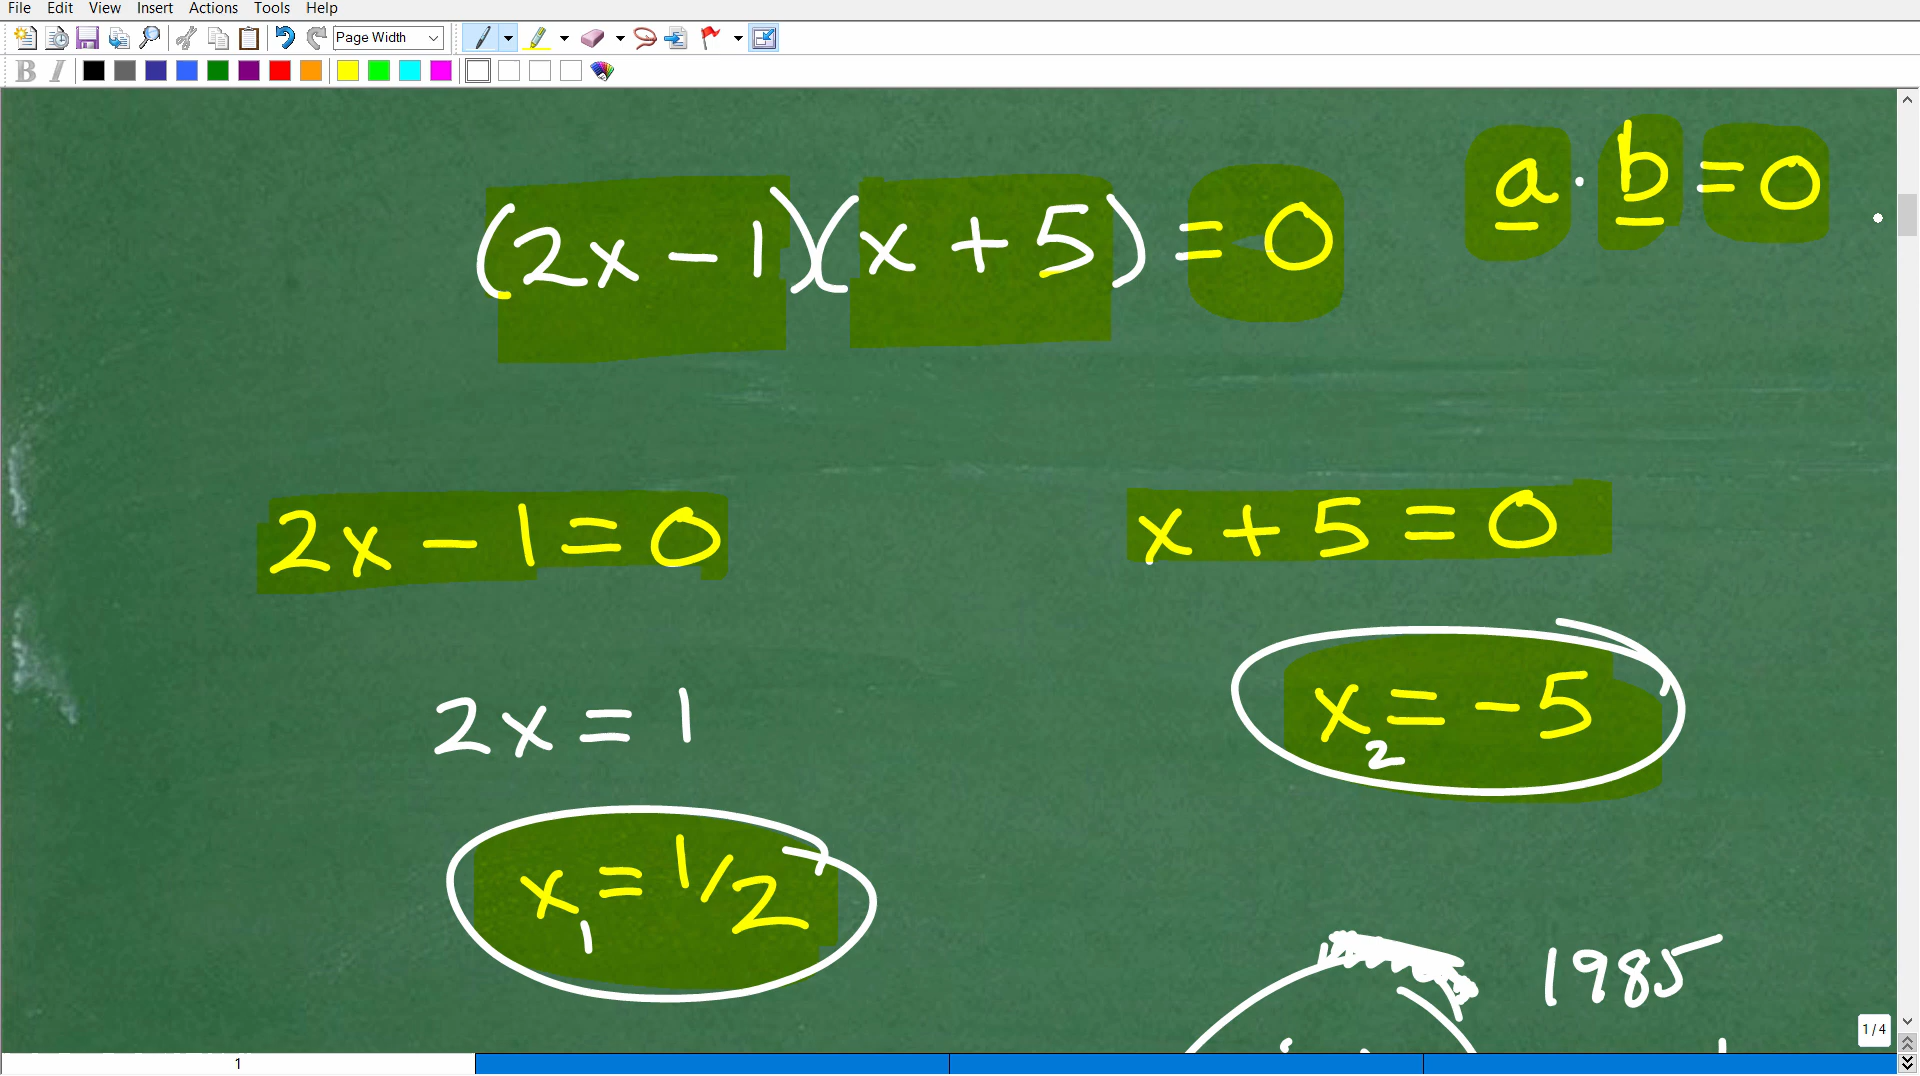 File Edit View Insert Actions Tools Help
Page Width
B I
a · b = 0
(2x - 1)(x + 5) = 0
2x - 1 = 0
x + 5 = 0
2x = 1
x₂ = -5
x₁ = 1/2
1985
1 / 4
1